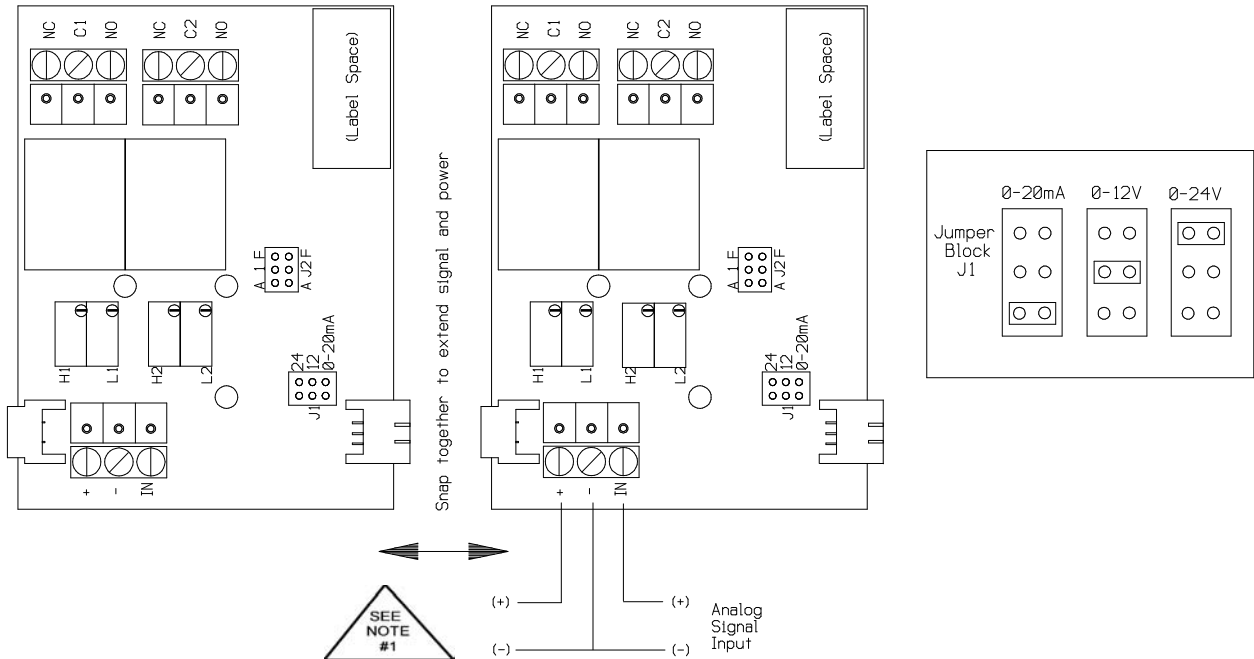 NC C1 NO
NC C2 NO
(Label Space)
A 1 F
A J2 F
H1 L1 H2 L2
24
12
0-20mA
J1
+ - IN
Snap together to extend signal and power
NC C1 NO
NC C2 NO
(Label Space)
A 1 F
A J2 F
H1 L1 H2 L2
24
12
0-20mA
J1
+ - IN
SEE
NOTE
#1
(+)
(-)
(+)
(-)
Analog
Signal
Input
0-20mA 0-12V 0-24V
Jumper
Block
J1